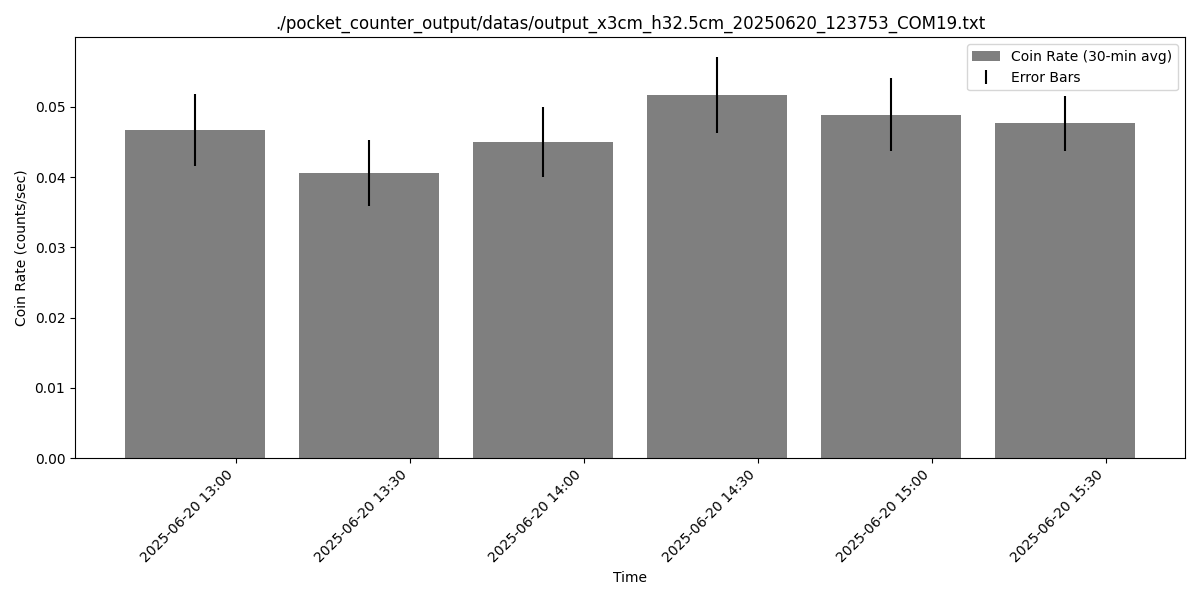 ./pocket_counter_output/datas/output_x3cm_h32.5cm_20250620_123753_COM19.txt
Coin Rate (30-min avg)
Error Bars
Coin Rate (counts/sec)
0.05
0.04
0.03
0.02
0.01
0.00
2025-06-20 13:00
2025-06-20 13:30
2025-06-20 14:00
2025-06-20 14:30
2025-06-20 15:00
2025-06-20 15:30
Time